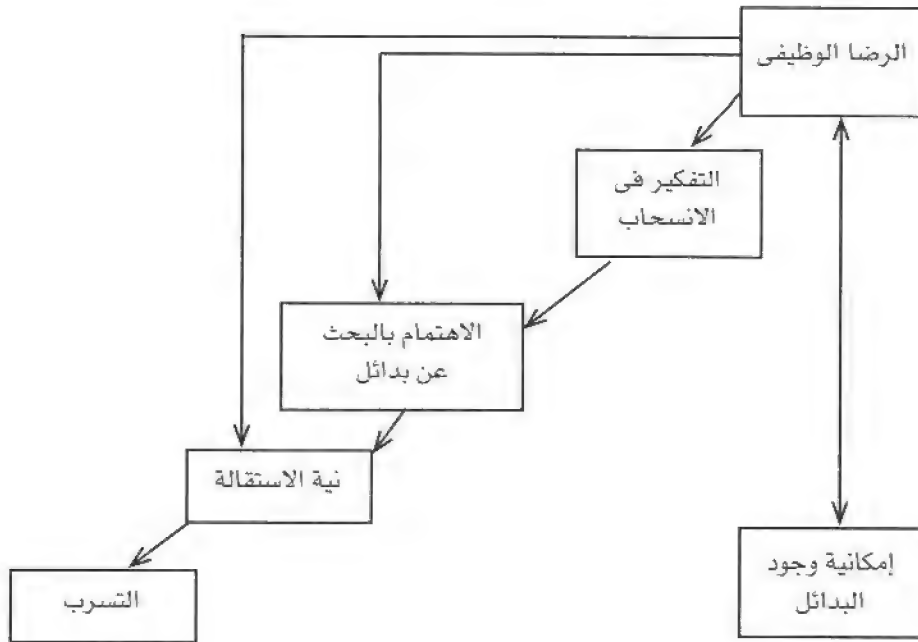 الرضا الوظيفى
التفكير فى
الانسحاب
الاهتمام بالبحث
عن بدائل
نية الاستقالة
إمكانية وجود
البدائل
التسرب